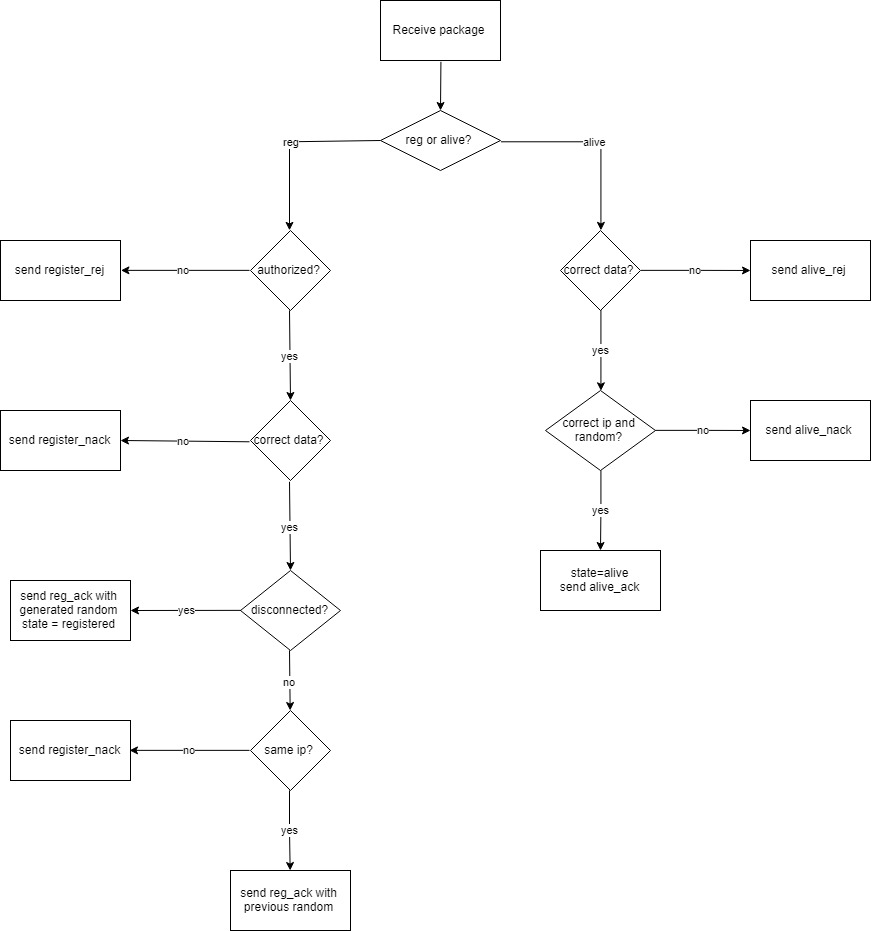 Receive package
reg or alive?
reg
alive
send register_rej
no
authorized?
correct data?
no
send alive_rej
yes
yes
send register_nack
no
correct data?
correct ip and
random?
no
send alive_nack
yes
yes
send reg_ack with
generated random
state = registered
yes
disconnected?
state=alive
send alive_ack
no
send register_nack
no
same ip?
yes
send reg_ack with
previous random